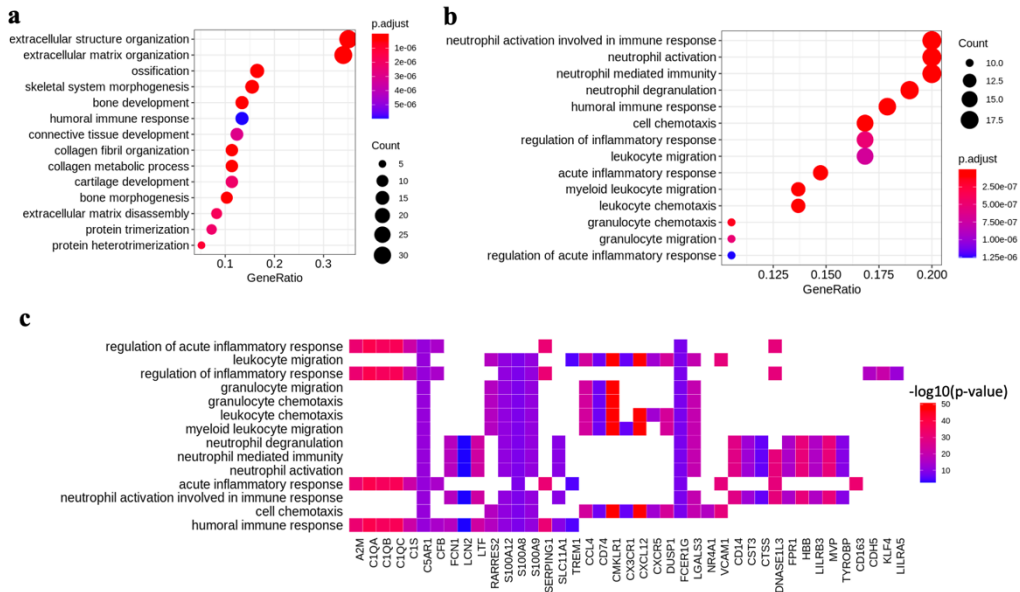 a
extracellular structure organization
extracellular matrix organization
ossification
skeletal system morphogenesis
bone development
humoral immune response
connective tissue development
collagen fibril organization
collagen metabolic process
cartilage development
bone morphogenesis
extracellular matrix disassembly
protein trimerization
protein heterotrimerization
0.1 0.2 0.3
GeneRatio
p.adjust
1e-06
2e-06
3e-06
4e-06
5e-06
Count
5
10
15
20
25
30
b
neutrophil activation involved in immune response
neutrophil activation
neutrophil mediated immunity
neutrophil degranulation
humoral immune response
cell chemotaxis
regulation of inflammatory response
leukocyte migration
acute inflammatory response
myeloid leukocyte migration
leukocyte chemotaxis
granulocyte chemotaxis
granulocyte migration
regulation of acute inflammatory response
0.125 0.150 0.175 0.200
GeneRatio
Count
10.0
12.5
15.0
17.5
p.adjust
2.50e-07
5.00e-07
7.50e-07
1.00e-06
1.25e-06
c
regulation of acute inflammatory response
leukocyte migration
regulation of inflammatory response
granulocyte migration
granulocyte chemotaxis
leukocyte chemotaxis
myeloid leukocyte migration
neutrophil degranulation
neutrophil mediated immunity
neutrophil activation
acute inflammatory response
neutrophil activation involved in immune response
cell chemotaxis
humoral immune response
A2M
C1QA
C1QB
C1QC
C1S
C5AR1
CFB
FCN1
LCN2
LTF
RARRES2
S100A12
S100A8
S100A9
SERPING1
SLC11A1
TREM1
CCL4
CD74
CMKLR1
CX3CR1
CXCL12
CXCR5
DUSP1
FCER1G
LGALS3
NR4A1
VCAM1
CD14
CST3
CTSS
DNASE1L3
FPR1
HBB
LILRB3
MVP
TYROBP
CD163
CDH5
KLF4
LILRA5
-log10(p-value)
50
40
30
20
10